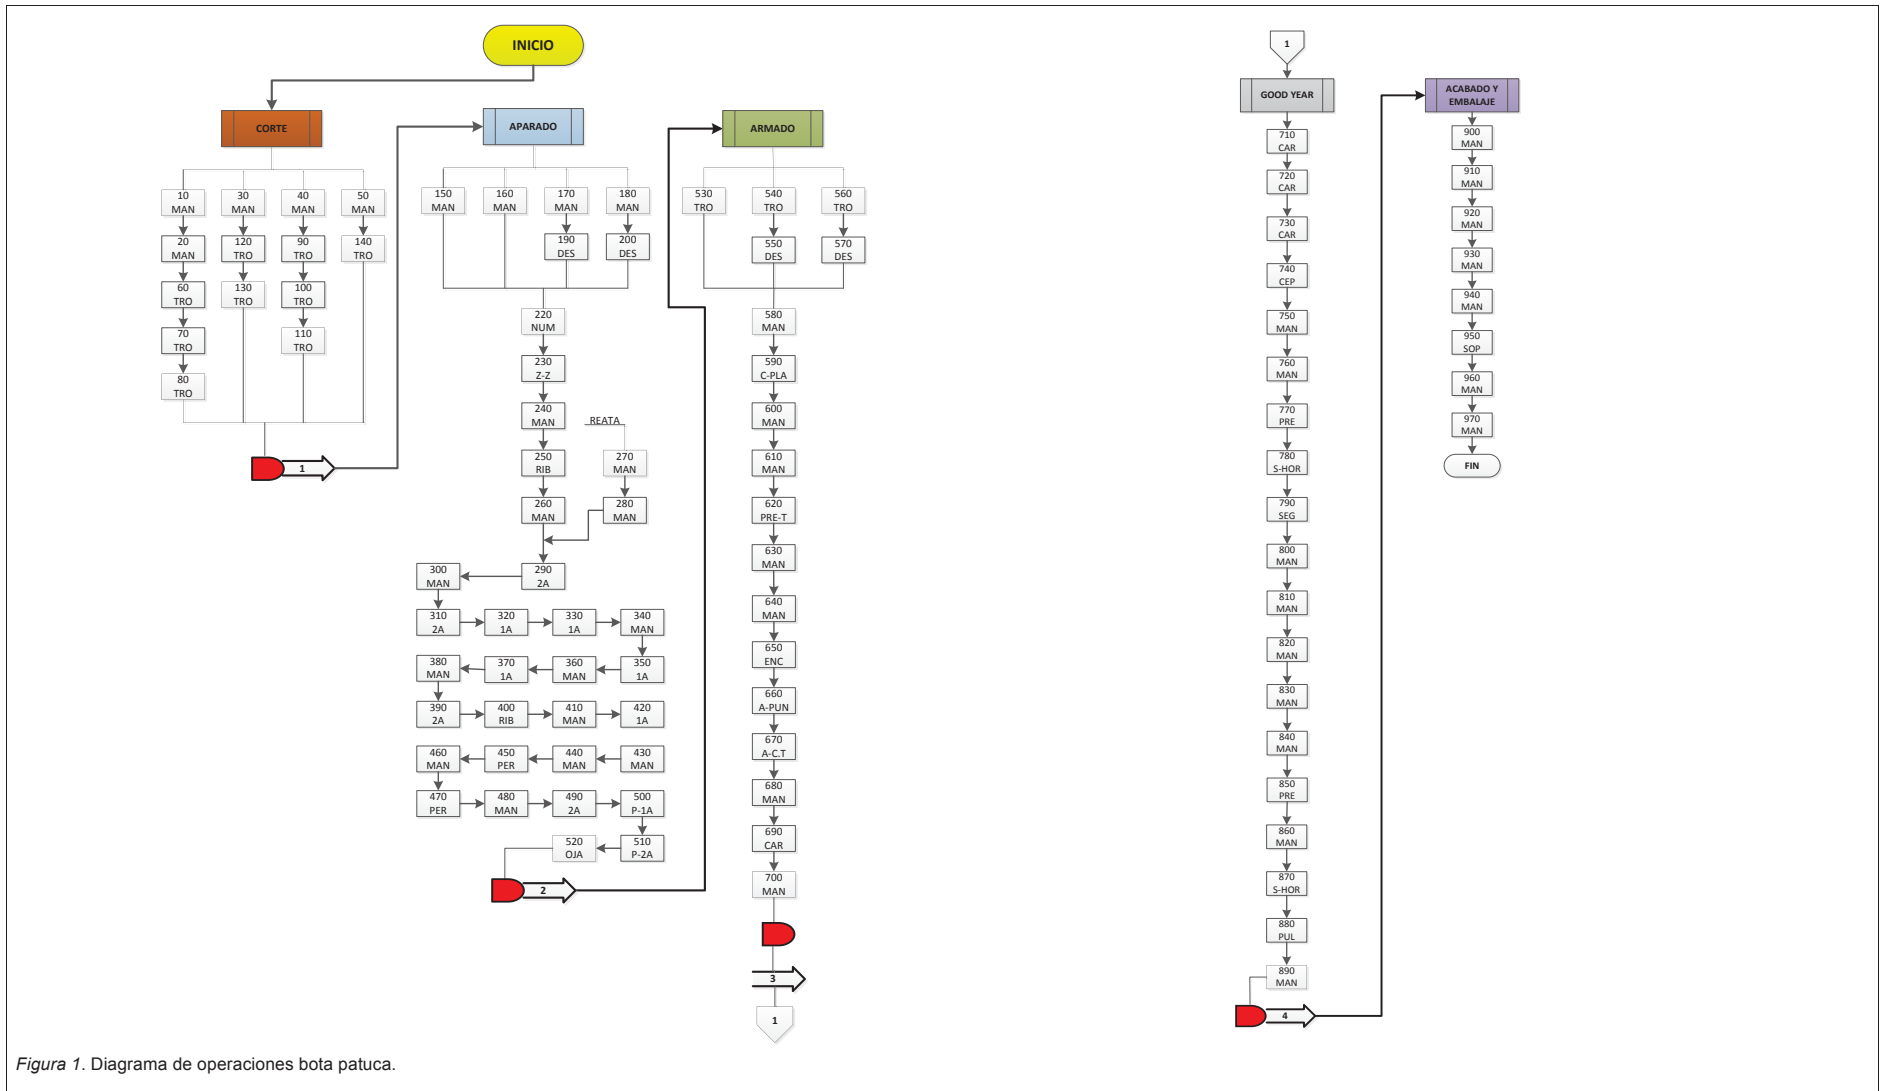 INICIO
CORTE
10
MAN
20
MAN
60
TRO
70
TRO
80
TRO
30
MAN
120
TRO
130
TRO
40
MAN
90
TRO
100
TRO
110
TRO
50
MAN
140
TRO
1
APARADO
150
MAN
160
MAN
170
MAN
190
DES
180
MAN
200
DES
220
NUM
230
Z-Z
240
MAN
250
RIB
260
MAN
REATA
270
MAN
280
MAN
290
2A
300
MAN
310
2A
320
1A
330
1A
340
MAN
350
1A
360
MAN
370
1A
380
MAN
390
2A
400
RIB
410
MAN
420
1A
430
MAN
440
MAN
450
PER
460
MAN
470
PER
480
MAN
490
2A
500
P-1A
510
P-2A
520
OJA
2
ARMADO
530
TRO
540
TRO
550
DES
560
TRO
570
DES
580
MAN
590
C-PLA
600
MAN
610
MAN
620
PRE-T
630
MAN
640
MAN
650
ENC
660
A-PUN
670
A-C.T
680
MAN
690
CAR
700
MAN
3
1
1
GOOD YEAR
710
CAR
720
CAR
730
CAR
740
CEP
750
MAN
760
MAN
770
PRE
780
S-HOR
790
SEG
800
MAN
810
MAN
820
MAN
830
MAN
840
MAN
850
PRE
860
MAN
870
S-HOR
880
PUL
890
MAN
4
ACABADO Y
EMBALAJE
900
MAN
910
MAN
920
MAN
930
MAN
940
MAN
950
SOP
960
MAN
970
MAN
FIN
Figura 1. Diagrama de operaciones bota patuca.